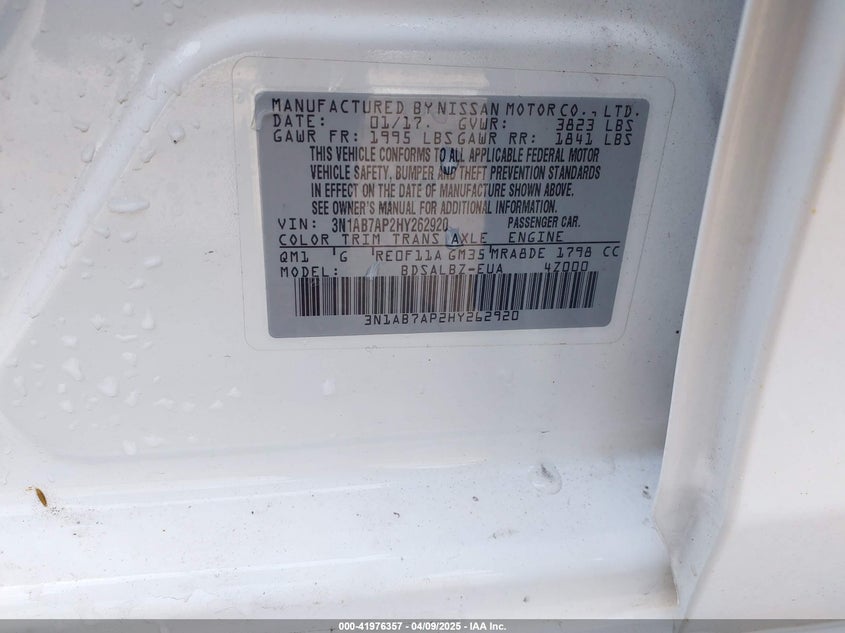 MANUFACTURED BY NISSAN MOTOR CO., LTD.
DATE: 01/17. GVWR: 3823 LBS
GAWR FR: 1995 LBS GAWR RR: 1841 LBS
THIS VEHICLE CONFORMS TO ALL APPLICABLE FEDERAL MOTOR
VEHICLE SAFETY, BUMPER AND THEFT PREVENTION STANDARDS
IN EFFECT ON THE DATE OF MANUFACTURE SHOWN ABOVE.
SEE OWNER'S MANUAL FOR ADDITIONAL INFORMATION.
VIN: 3N1AB7AP2HY262920 PASSENGER CAR.
COLOR TRIM TRANS AXLE ENGINE
QM1 G RE0F11A GM35 MRA8DE 1798 CC
MODEL: BDSALBZ-EUA 4Z000
3N1AB7AP2HY262920
000-41976357 | 04/09/2025 | IAA Inc.